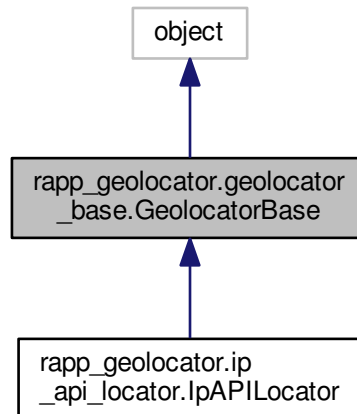 object
rapp_geolocator.geolocator
_base.GeolocatorBase
rapp_geolocator.ip
_api_locator.IpAPILocator